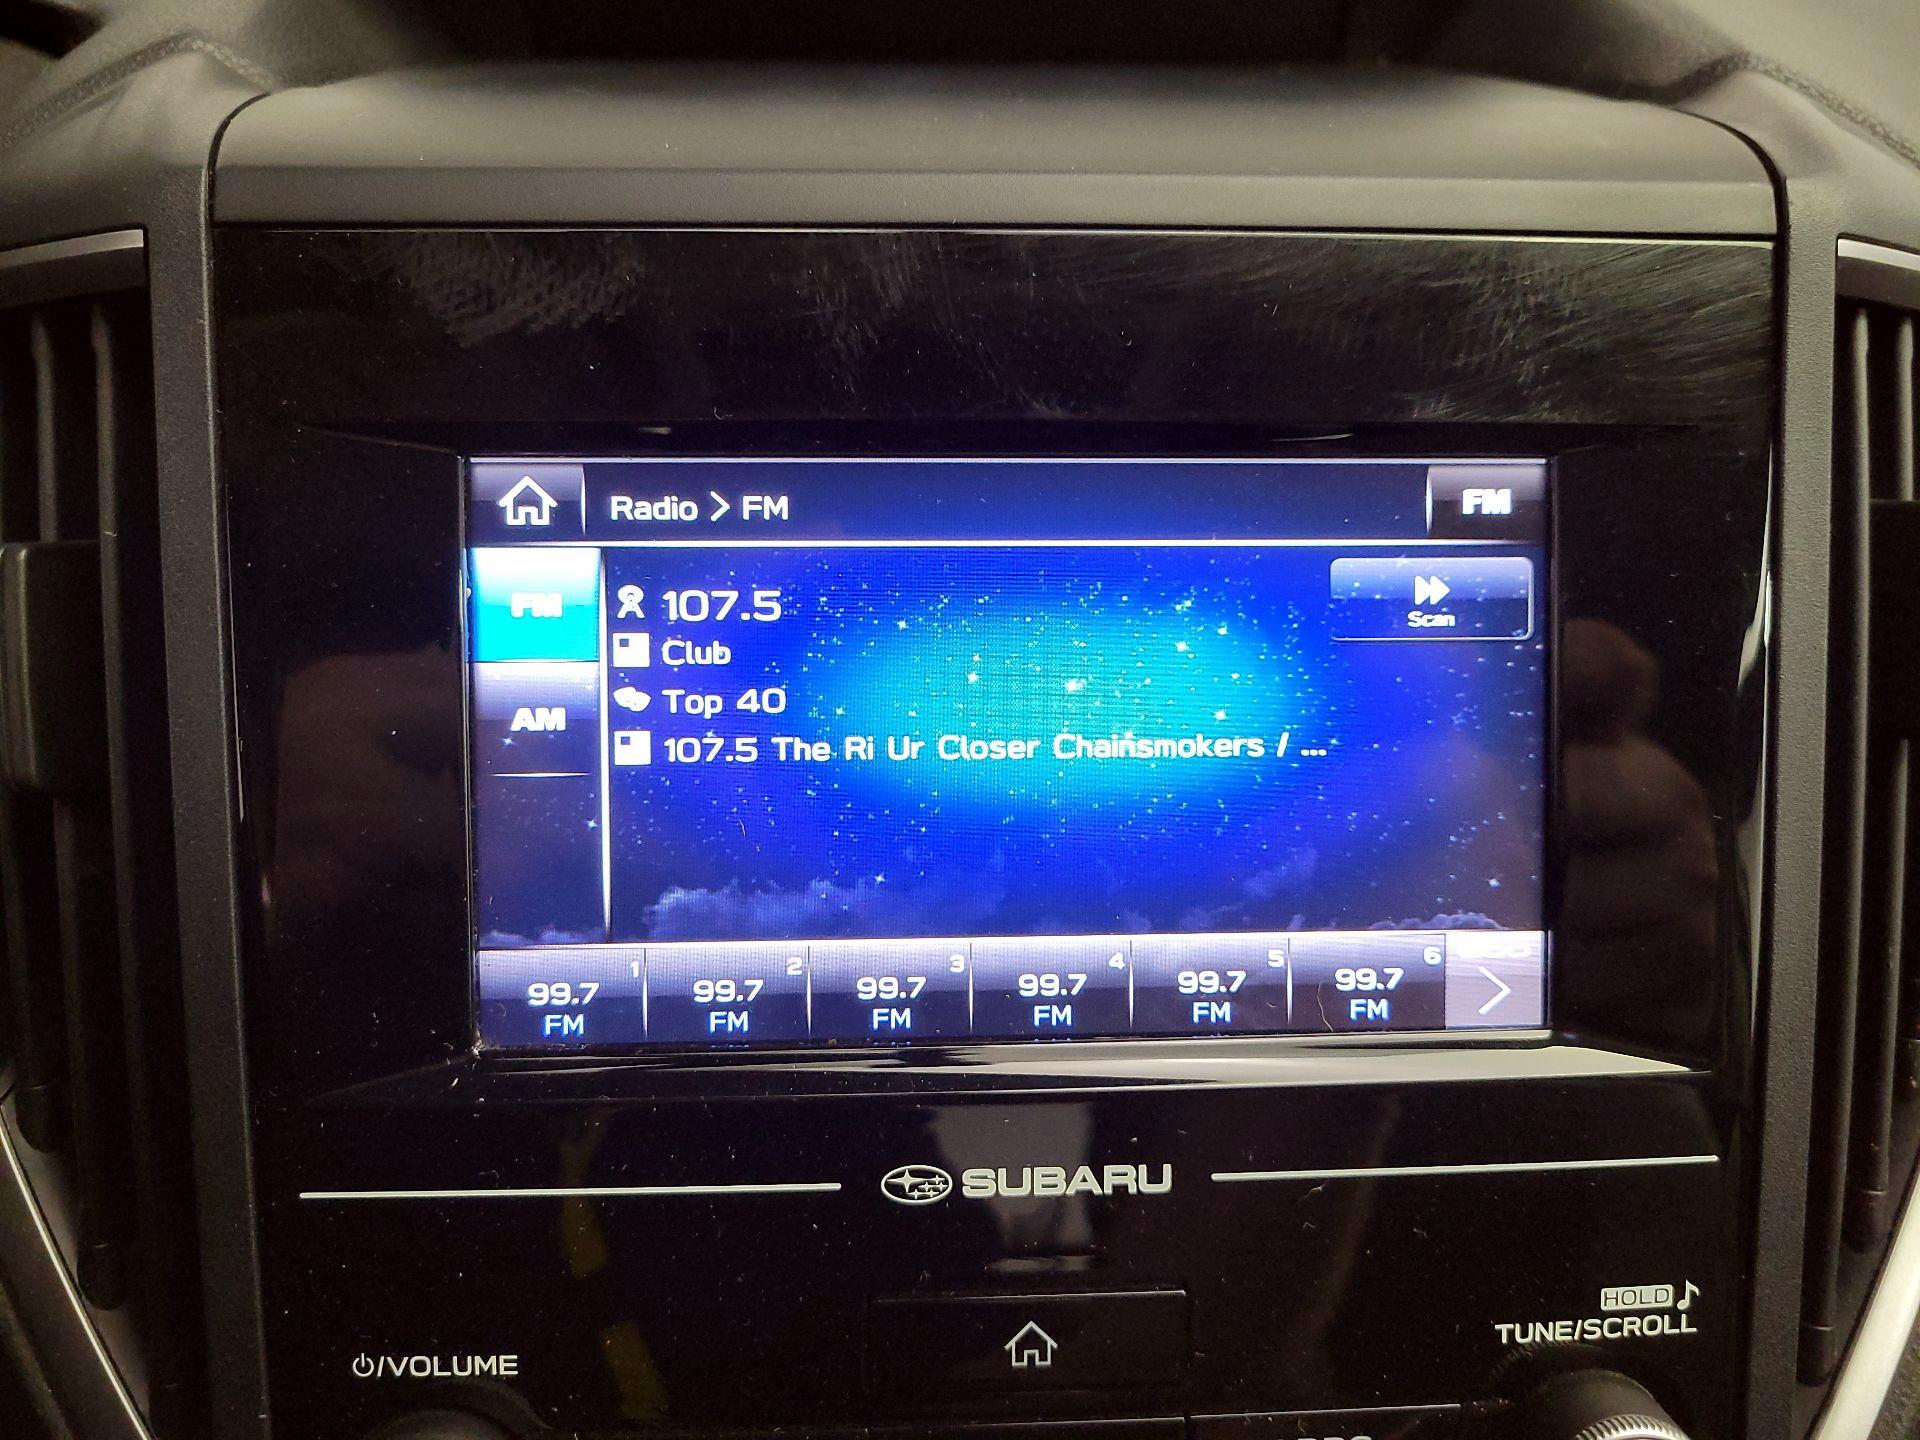 Radio > FM
FM
FM
107.5
Scan
Club
AM
Top 40
107.5 The Ri Ur Closer Chainsmokers / ...
1 2 3 4 5 6
99.7 99.7 99.7 99.7 99.7 99.7
FM FM FM FM FM FM
SUBARU
HOLD
TUNE/SCROLL
/VOLUME